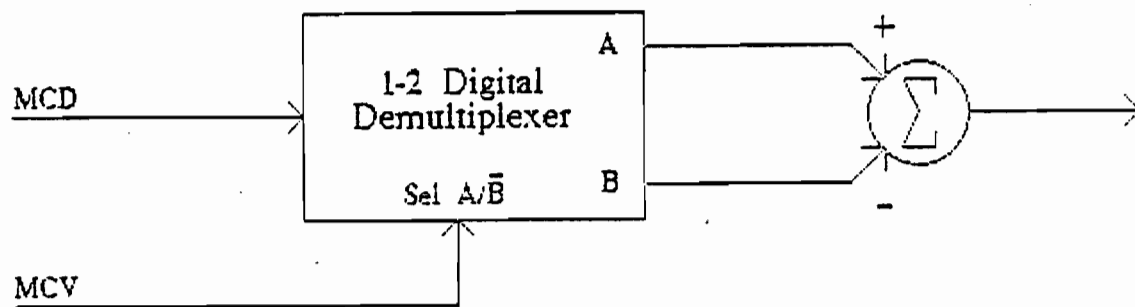 A
+
1-2 Digital
Demultiplexer
MCD
Σ
B
Sel A/B̅
-
MCV